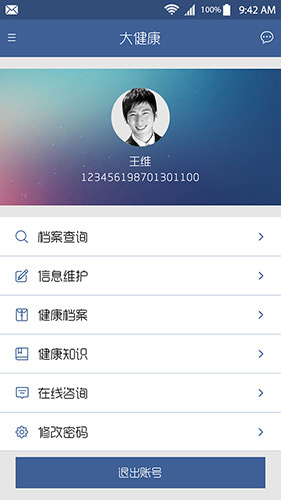 100% 9:42 AM
大健康
王维
123456198701301100
档案查询
信息维护
健康档案
健康知识
在线咨询
修改密码
退出账号